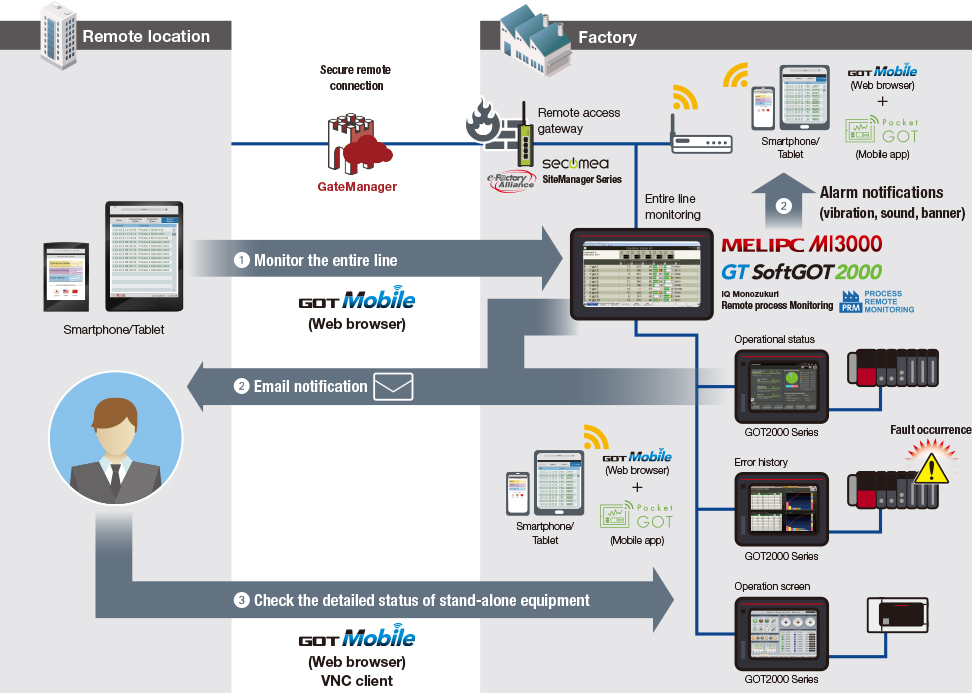 Remote location
Factory
Secure remote
connection
GateManager
Remote access
gateway
secomea
e-F@ctory
Alliance
SiteManager Series
Smartphone/
Tablet
GOT Mobile
(Web browser)
+
Pocket
GOT
(Mobile app)
Entire line
monitoring
2
Alarm notifications
(vibration, sound, banner)
Smartphone/Tablet
1 Monitor the entire line
GOT Mobile
(Web browser)
MELIPC MI3000
GT SoftGOT2000
iQ Monozukuri
Remote process Monitoring
PRM
PROCESS
REMOTE
MONITORING
2 Email notification
Operational status
GOT2000 Series
Fault occurrence
Error history
GOT2000 Series
Smartphone/
Tablet
GOT Mobile
(Web browser)
+
Pocket
GOT
(Mobile app)
3 Check the detailed status of stand-alone equipment
GOT Mobile
(Web browser)
VNC client
Operation screen
GOT2000 Series